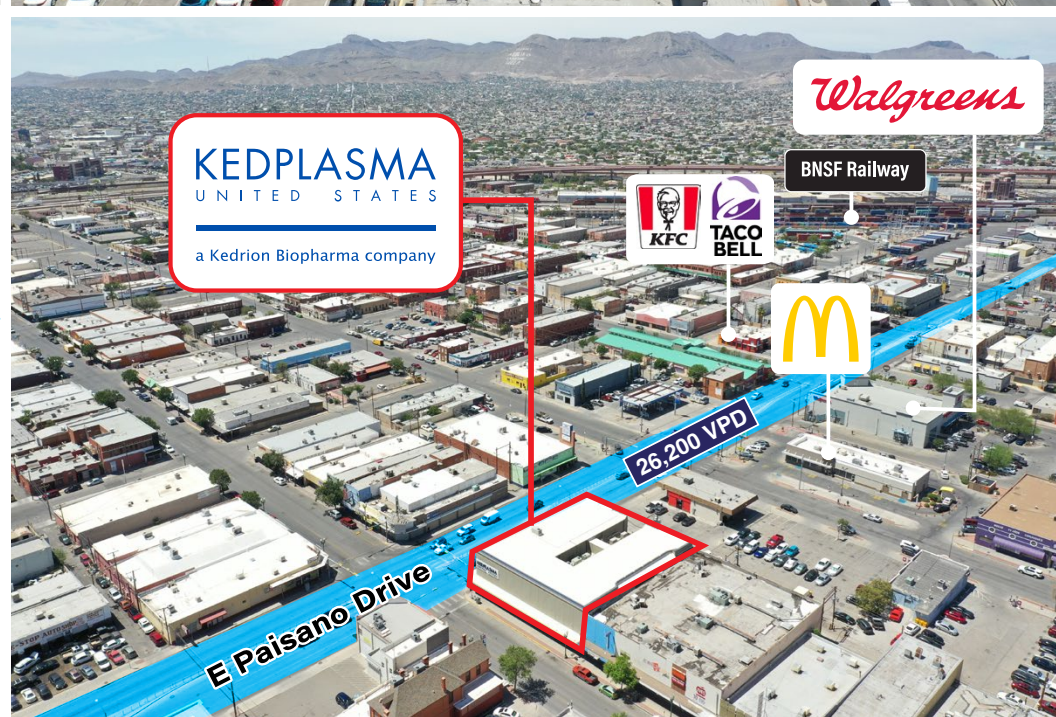 Walgreens
KEDPLASMA
UNITED STATES
a Kedrion Biopharma company
BNSF Railway
KFC
TACO
BELL
26,200 VPD
E Paisano Drive